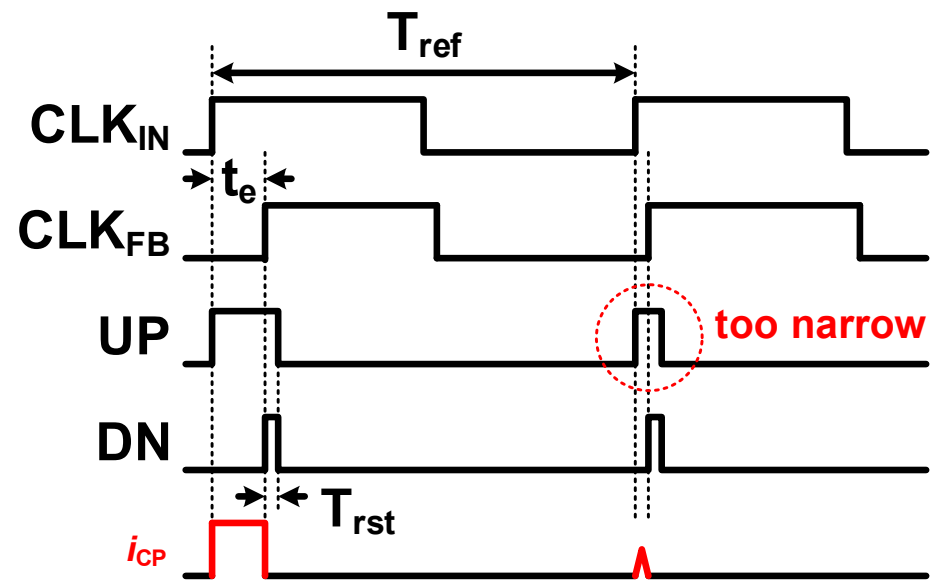 Tref
CLKIN
te
CLKFB
UP
too narrow
DN
Trst
iCP